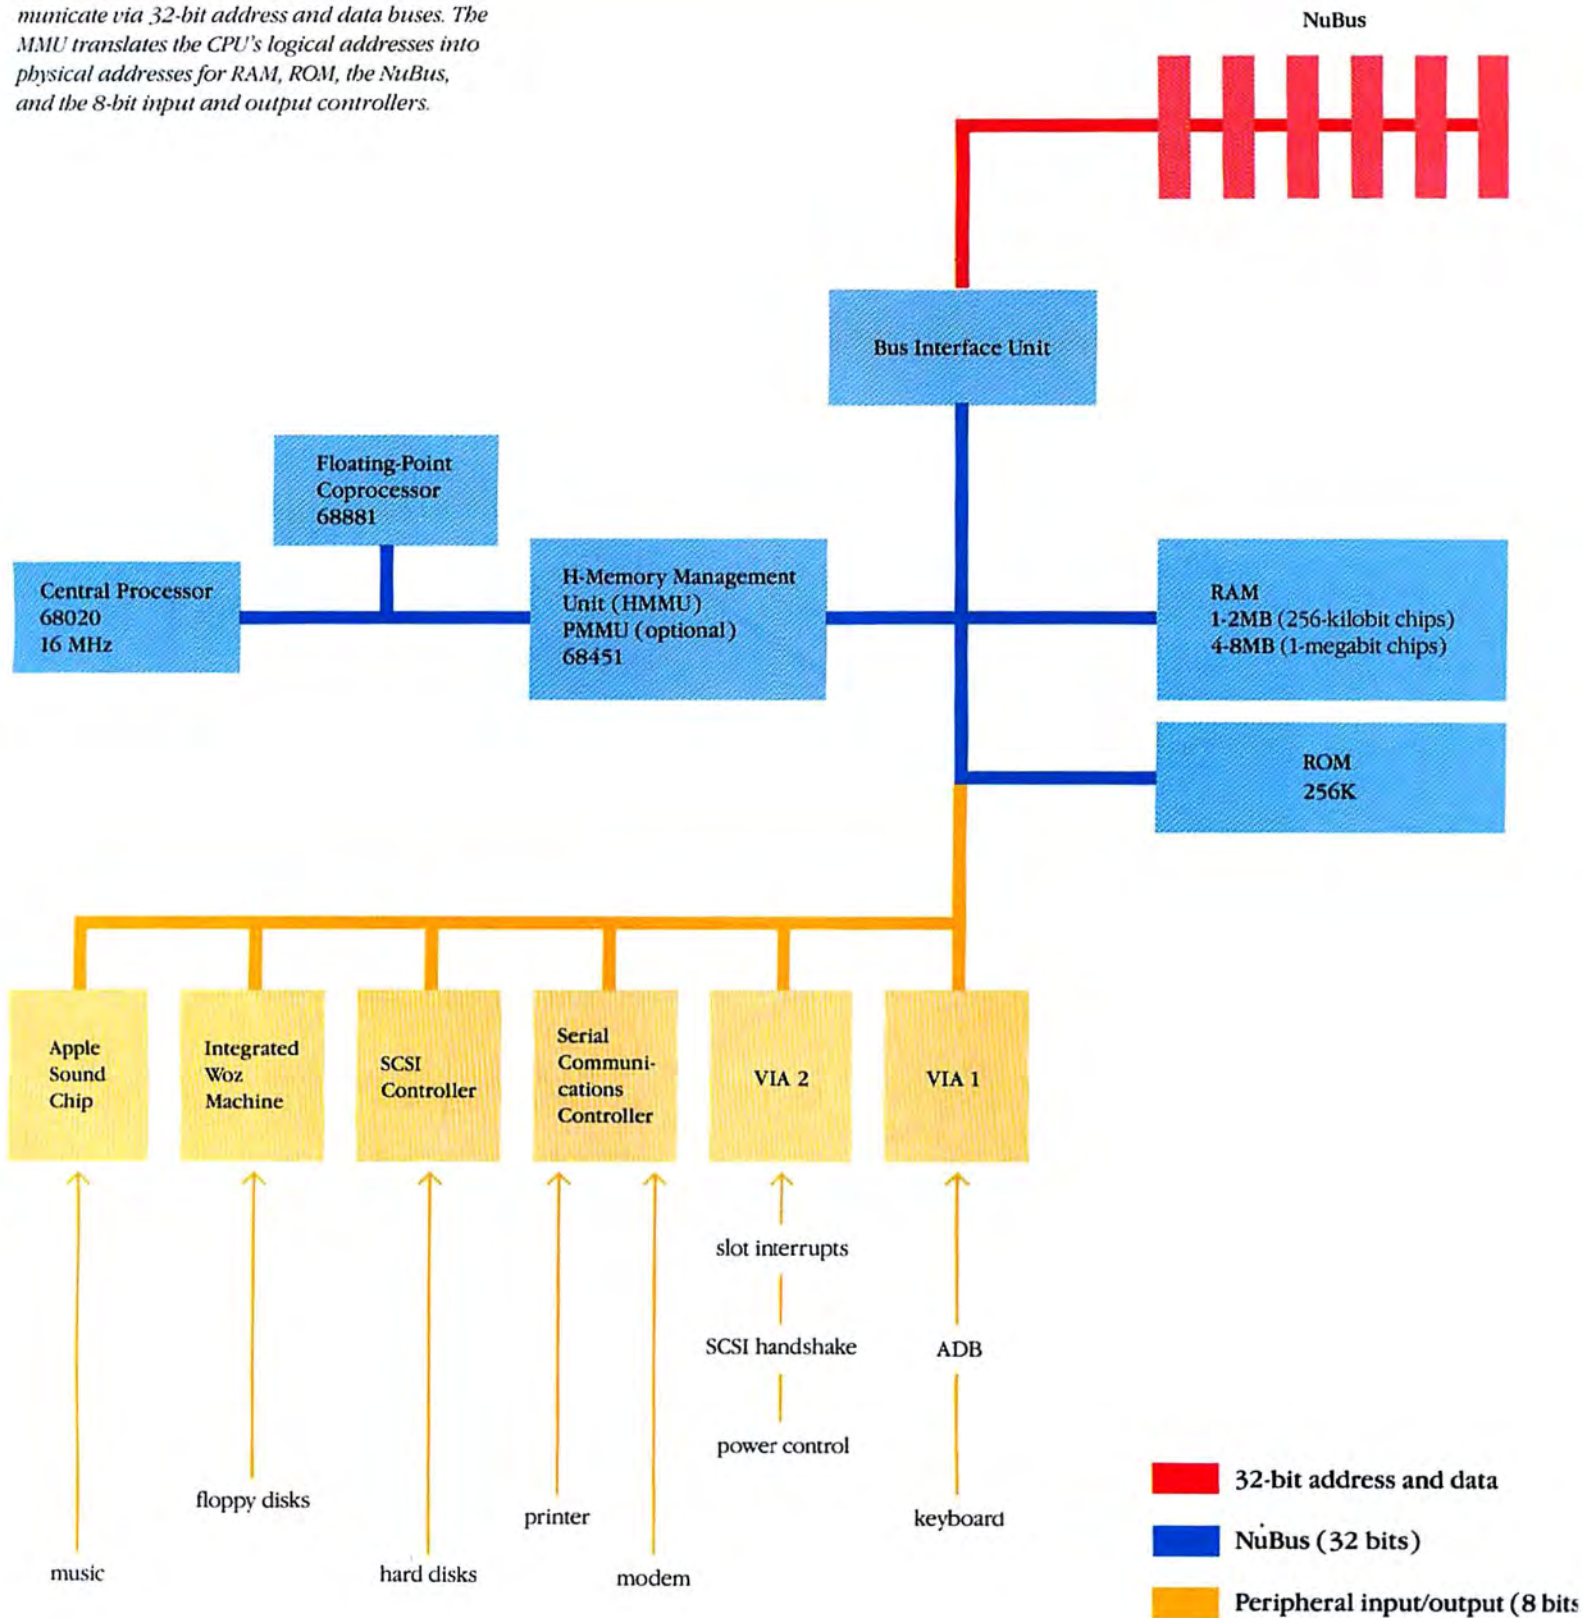 municate via 32-bit address and data buses. The
MMU translates the CPU's logical addresses into
physical addresses for RAM, ROM, the NuBus,
and the 8-bit input and output controllers.
NuBus
Bus Interface Unit
Floating-Point
Coprocessor
68881
Central Processor
68020
16 MHz
H-Memory Management
Unit (HMMU)
PMMU (optional)
68451
RAM
1-2MB (256-kilobit chips)
4-8MB (1-megabit chips)
ROM
256K
Apple
Sound
Chip
Integrated
Woz
Machine
SCSI
Controller
Serial
Communi-
cations
Controller
VIA 2
VIA 1
slot interrupts
SCSI handshake
power control
ADB
keyboard
floppy disks
printer
music
hard disks
modem
32-bit address and data
NuBus (32 bits)
Peripheral input/output (8 bits